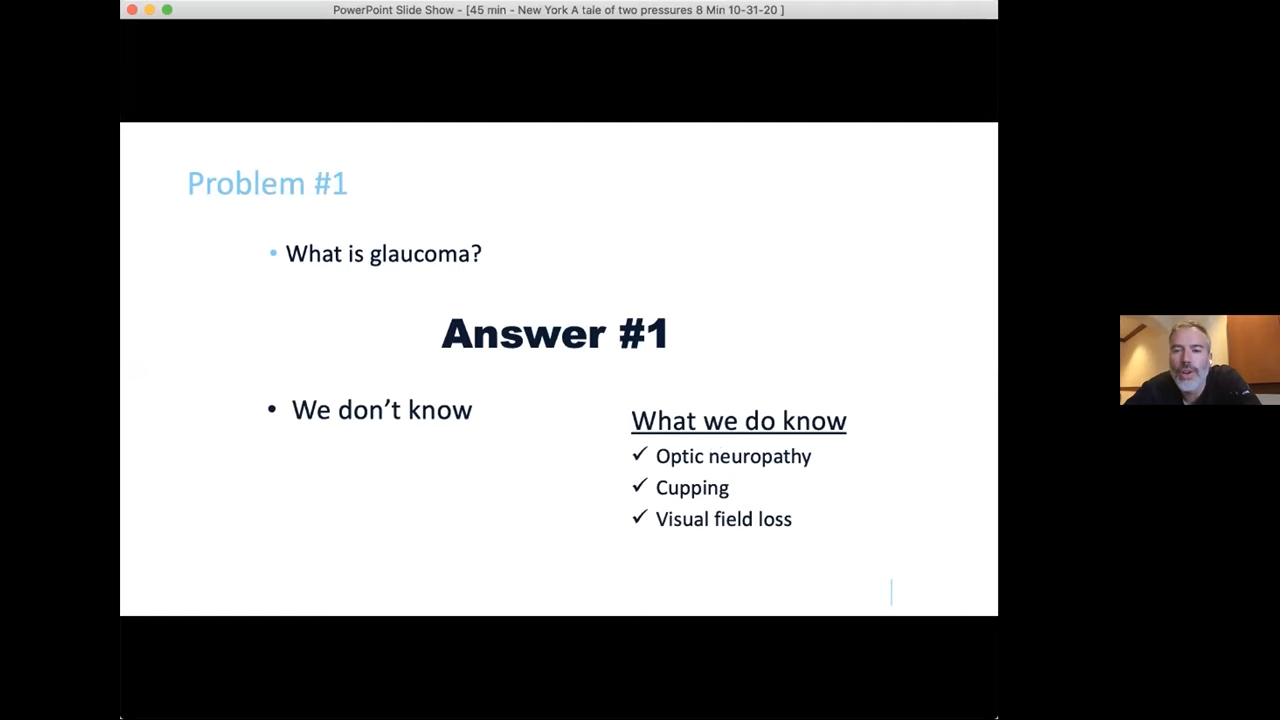 PowerPoint Slide Show - [45 min - New York A tale of two pressures 8 Min 10-31-20 ]
Problem #1
• What is glaucoma?
Answer #1
• We don’t know
What we do know
✓ Optic neuropathy
✓ Cupping
✓ Visual field loss